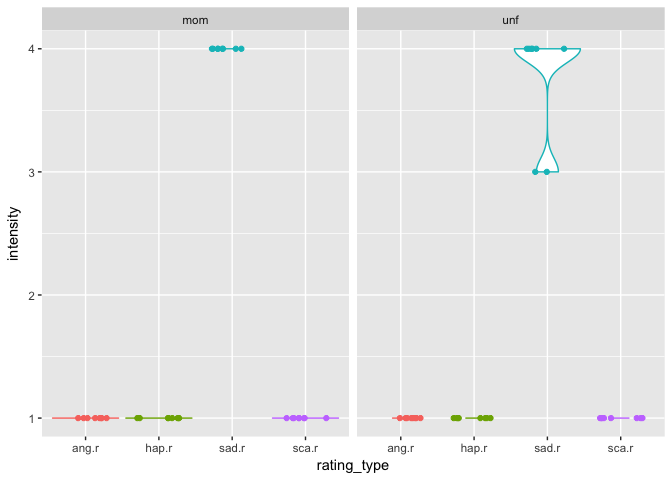 mom unf
intensity
4
3
2
1
ang.r hap.r sad.r sca.r ang.r hap.r sad.r sca.r
rating_type